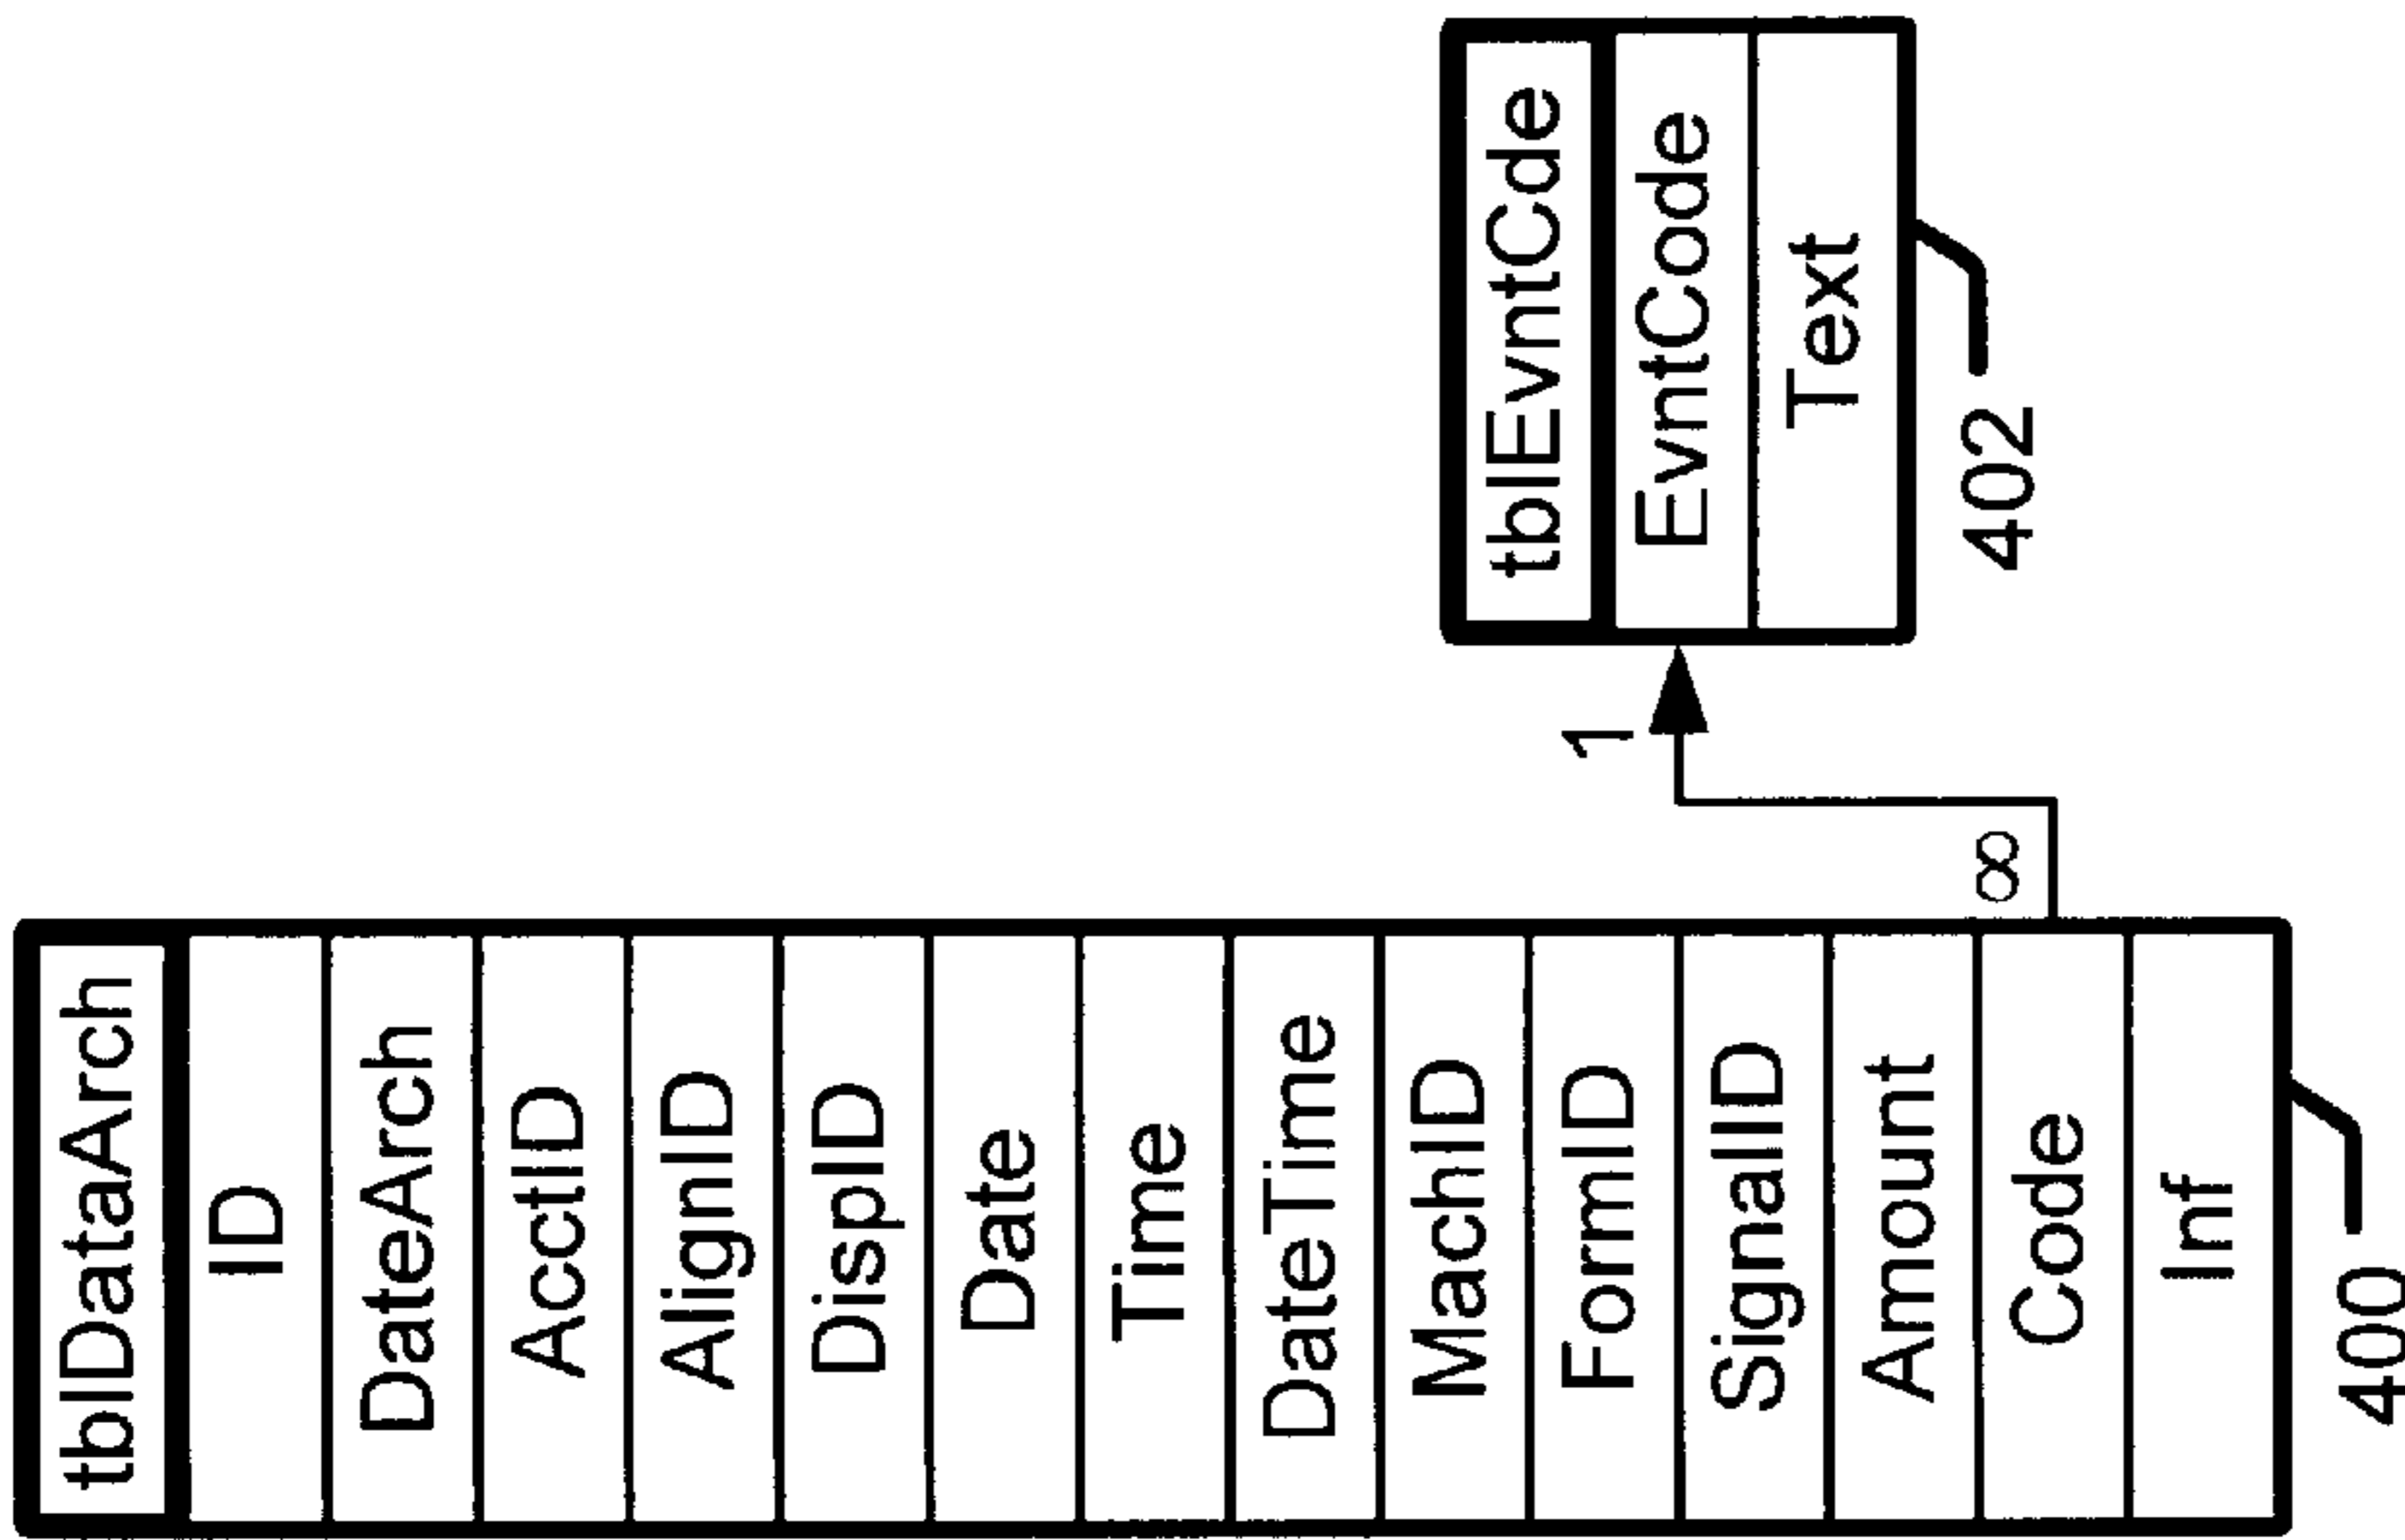 tblDataArch
ID
DateArch
AcctID
AlignID
DispID
Date
Time
DateTime
MachID
FormID
SignalID
Amount
Code
Inf
400
∞
1
tblEvntCde
EvntCode
Text
402